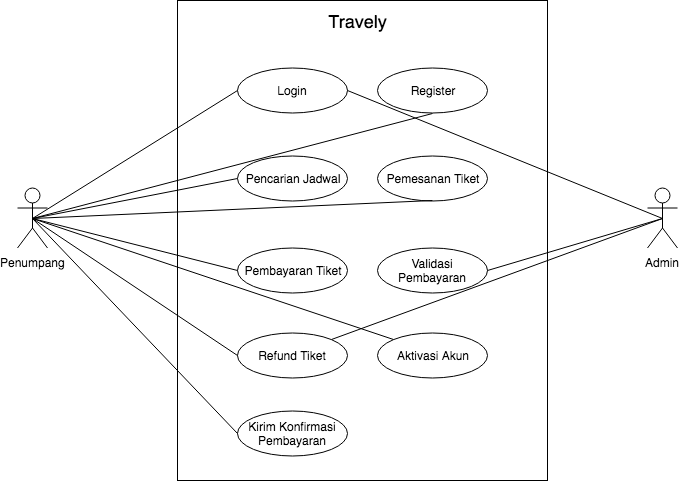 Travely
Login
Register
Pencarian Jadwal
Pemesanan Tiket
Penumpang
Admin
Pembayaran Tiket
Validasi
Pembayaran
Refund Tiket
Aktivasi Akun
Kirim Konfirmasi
Pembayaran